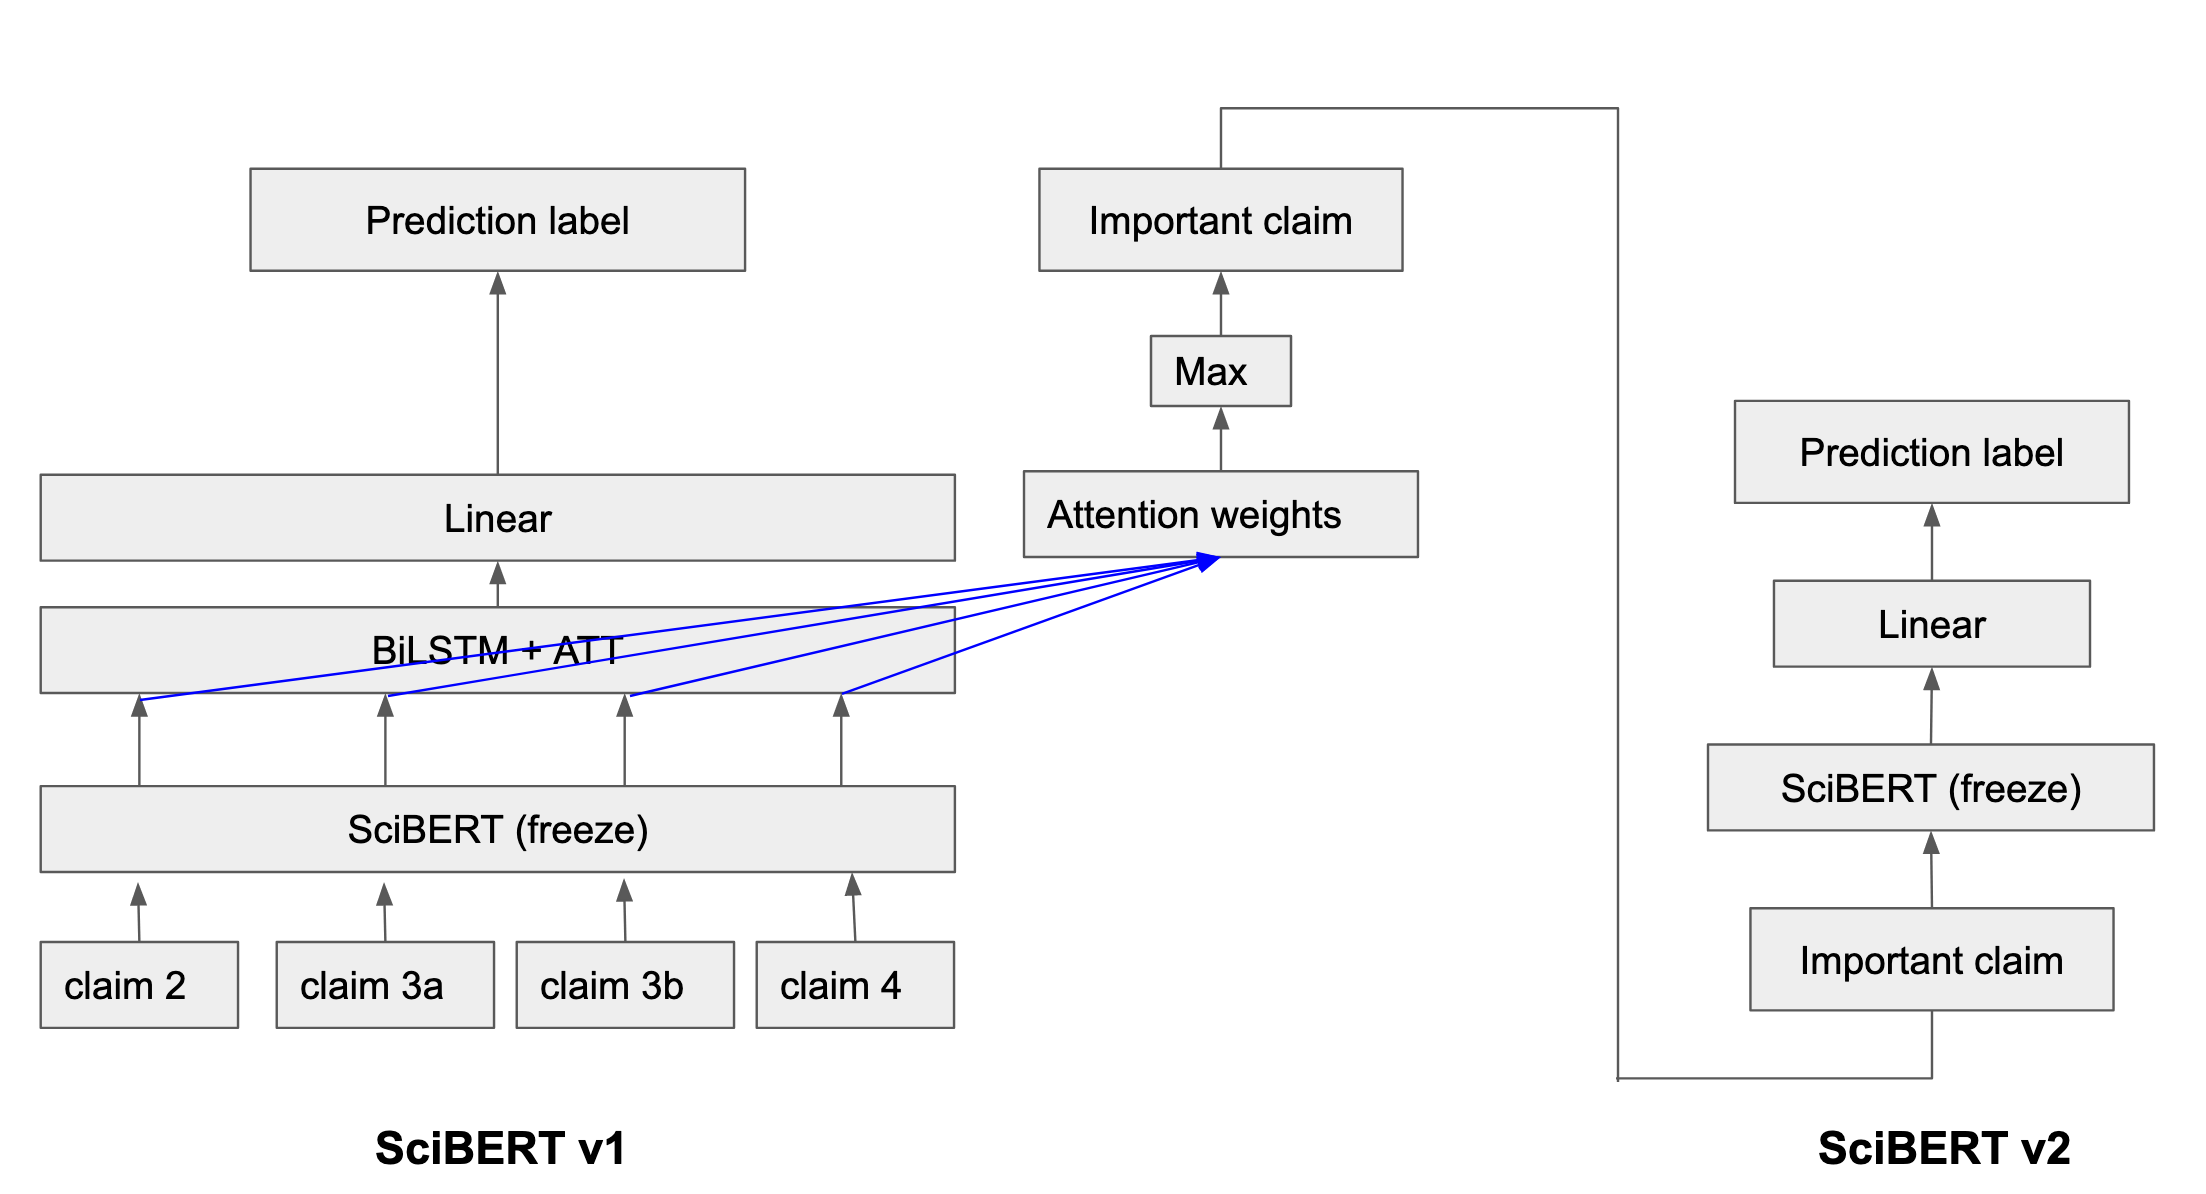 Prediction label
Linear
BiLSTM + ATT
SciBERT (freeze)
claim 2
claim 3a
claim 3b
claim 4
SciBERT v1
Important claim
Max
Attention weights
Prediction label
Linear
SciBERT (freeze)
Important claim
SciBERT v2